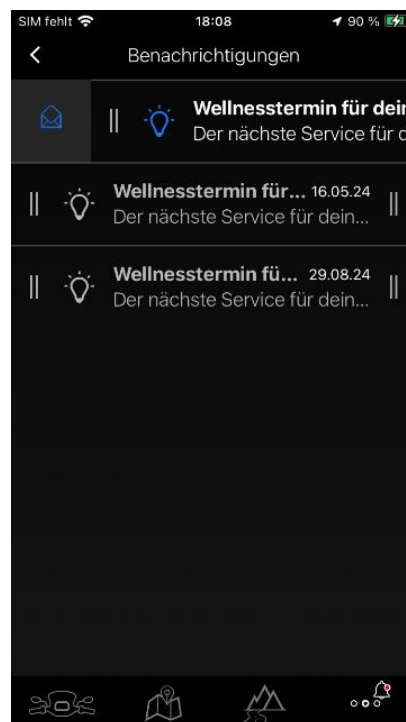 SIM fehlt 18:08 90 %
Benachrichtigungen
Wellnesstermin für dein
Der nächste Service für d
Wellnesstermin für... 16.05.24
Der nächste Service für dein...
Wellnesstermin fü... 29.08.24
Der nächste Service für dein...